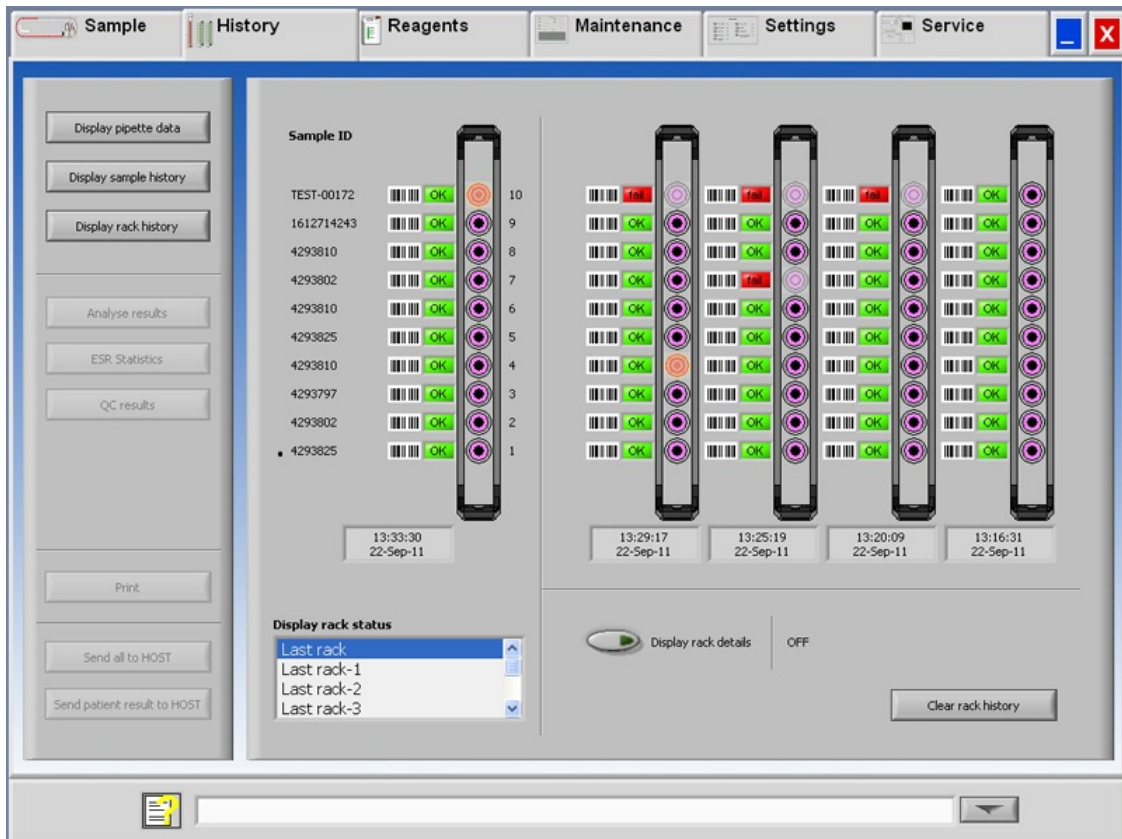 Sample History Reagents Maintenance Settings Service X
Display pipette data
Display sample history
Display rack history
Analyse results
ESR Statistics
QC results
Print
Send all to HOST
Send patient result to HOST
Sample ID
TEST-00172 OK 10 fail fail fail OK
1612714243 OK 9 OK OK OK OK
4293810 OK 8 OK OK OK OK
4293802 OK 7 OK fail OK OK
4293810 OK 6 OK OK OK OK
4293825 OK 5 OK OK OK OK
4293810 OK 4 OK OK OK OK
4293797 OK 3 OK OK OK OK
4293802 OK 2 OK OK OK OK
4293825 OK 1 OK OK OK OK
13:33:30 13:29:17 13:25:19 13:20:09 13:16:31
22-Sep-11 22-Sep-11 22-Sep-11 22-Sep-11 22-Sep-11
Display rack status
Last rack
Last rack-1
Last rack-2
Last rack-3
Display rack details OFF
Clear rack history
?